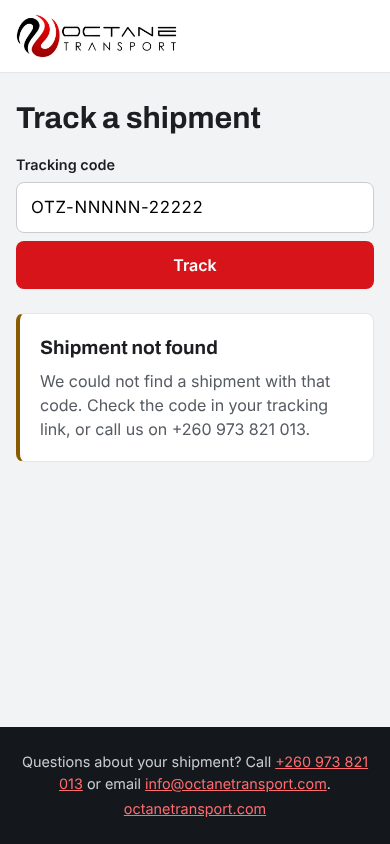 OCTANE
TRANSPORT
Track a shipment
Tracking code
OTZ-NNNNN-22222
Track
Shipment not found
We could not find a shipment with that
code. Check the code in your tracking
link, or call us on +260 973 821 013.
Questions about your shipment? Call +260 973 821
013 or email info@octanetransport.com.
octanetransport.com